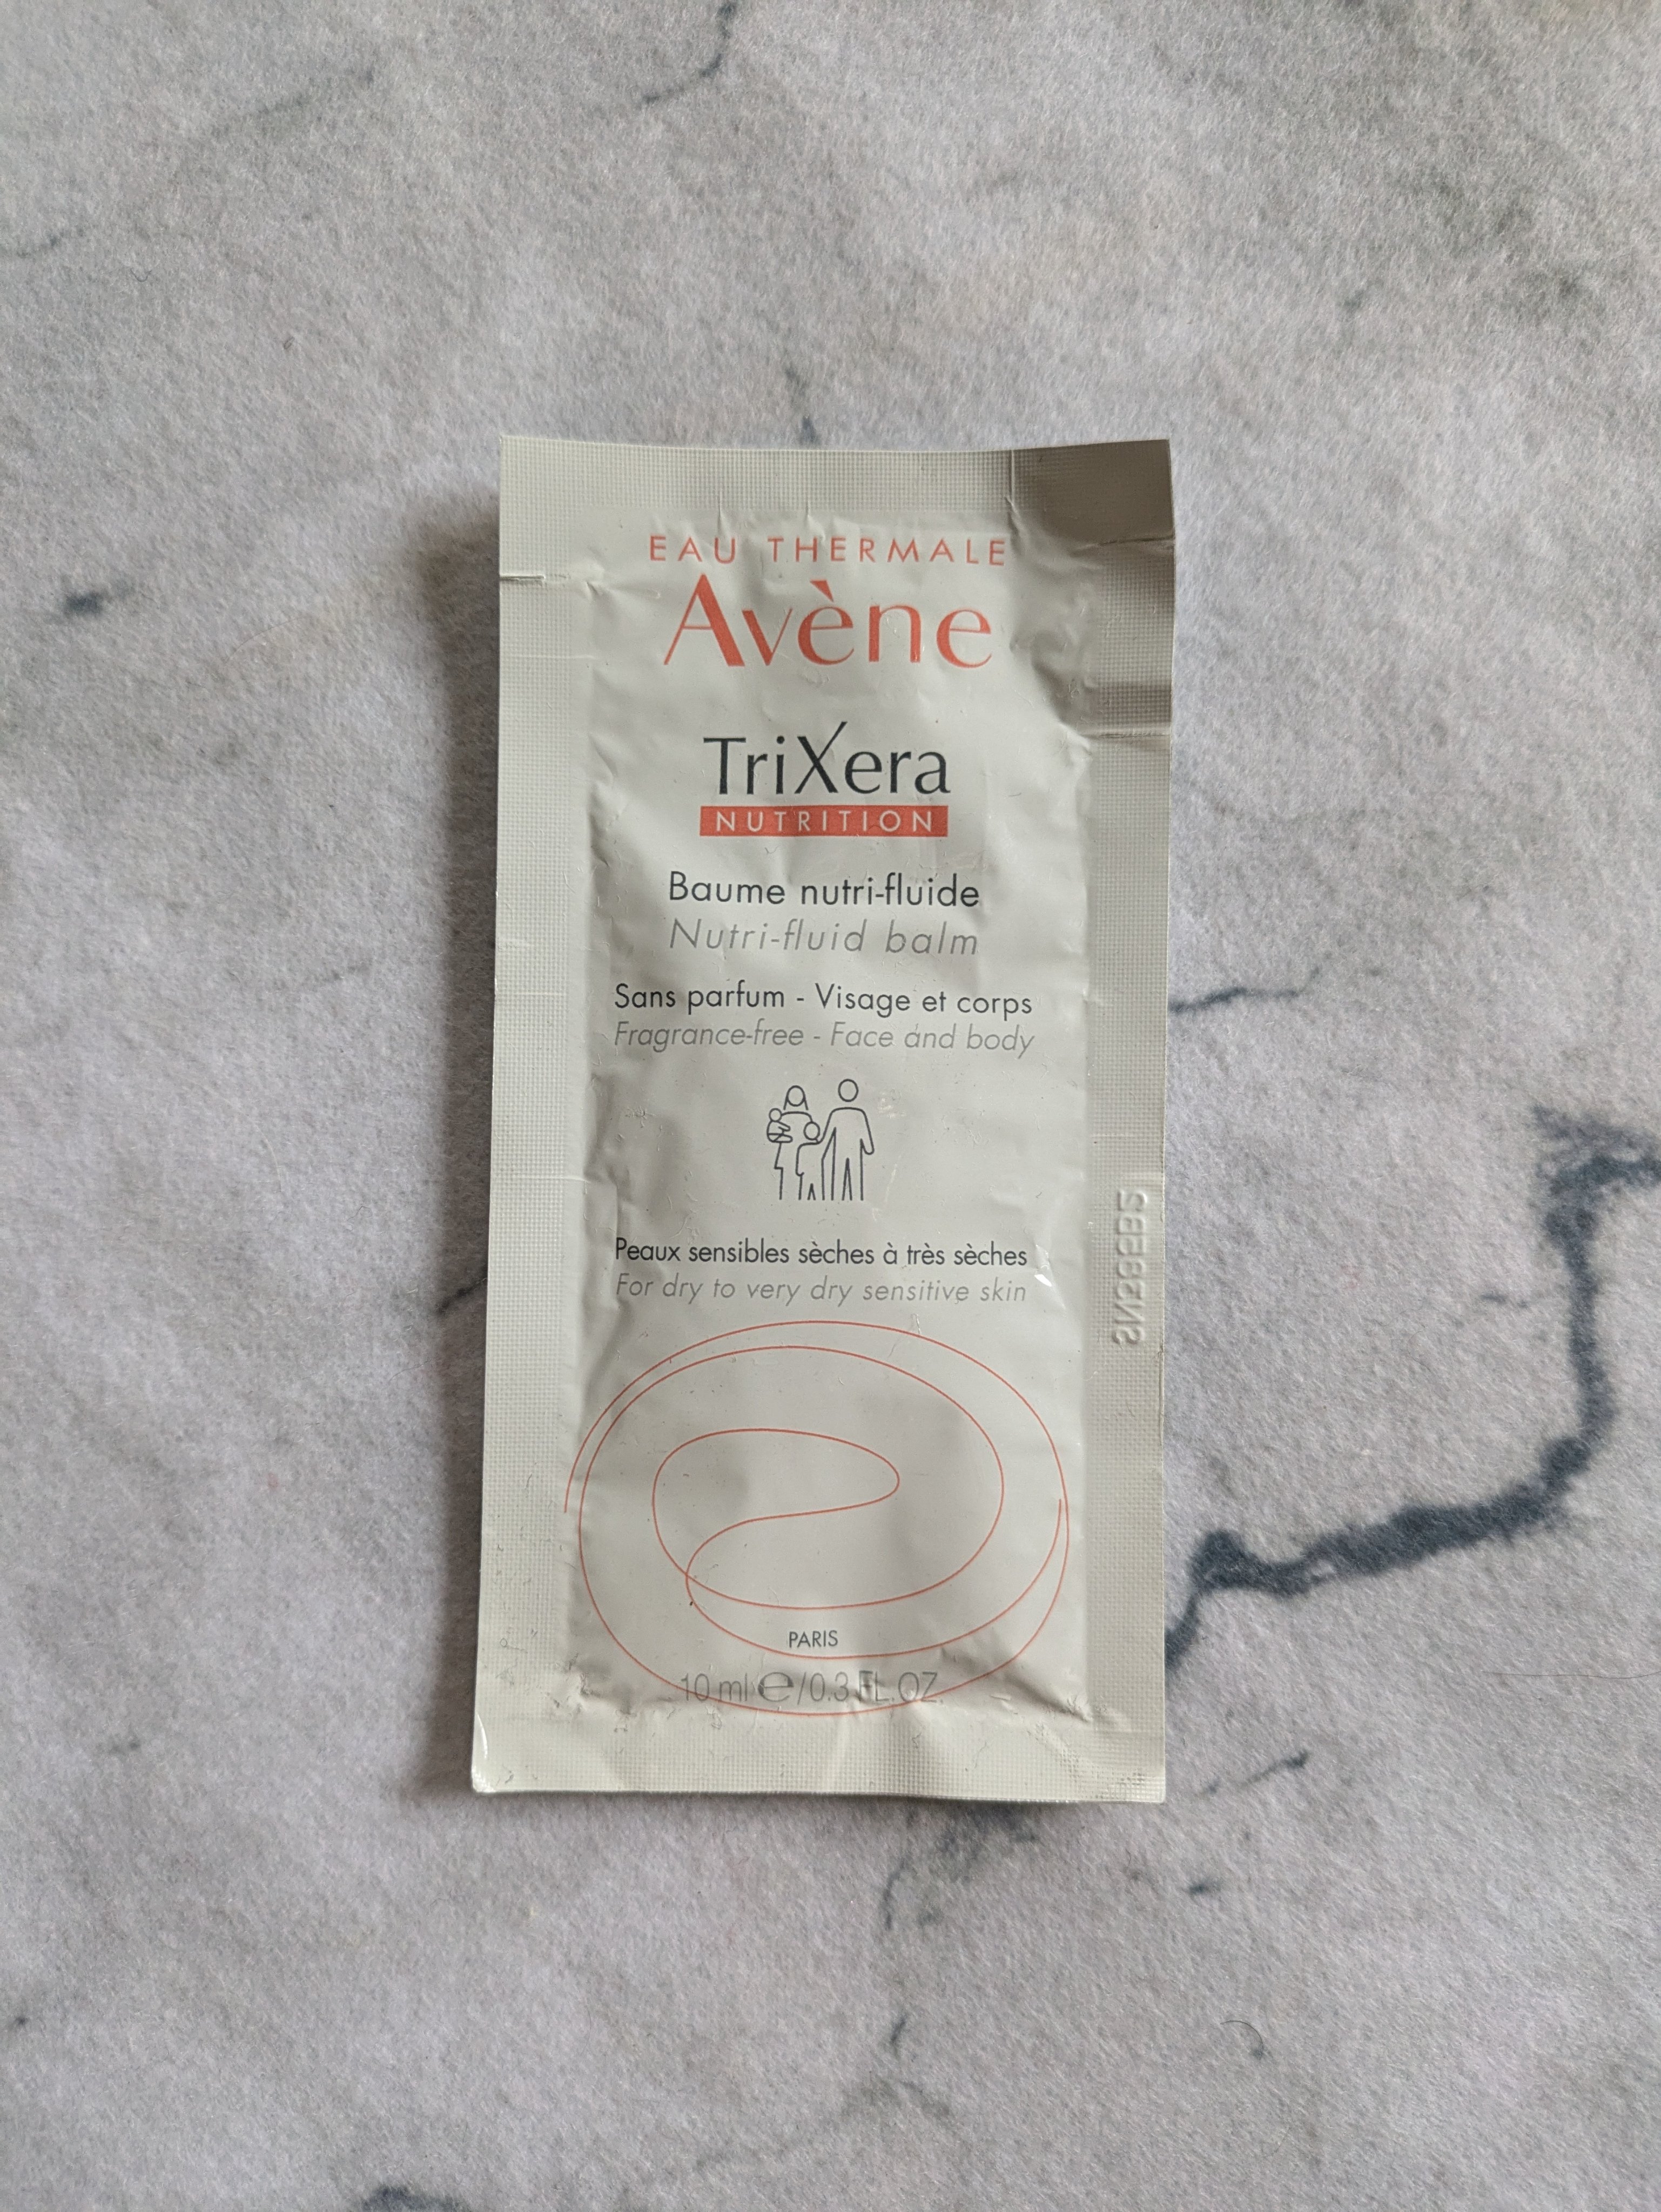 EAU THERMALE
Avène
TriXera
NUTRITION
Baume nutri-fluide
Nutri-fluid balm
Sans parfum - Visage et corps
Fragrance-free - Face and body
Peaux sensibles sèches à très sèches
For dry to very dry sensitive skin
PARIS
10 ml ℮/0.3 FL.OZ.